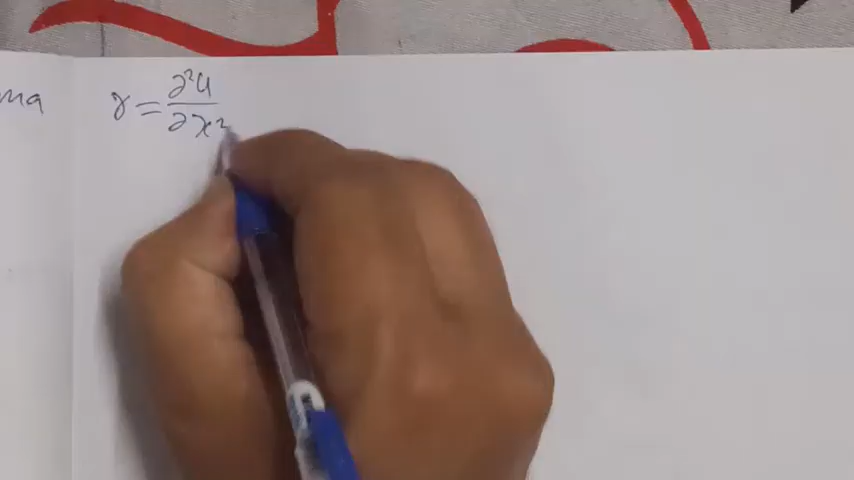 ma
r = ∂²u/∂x²